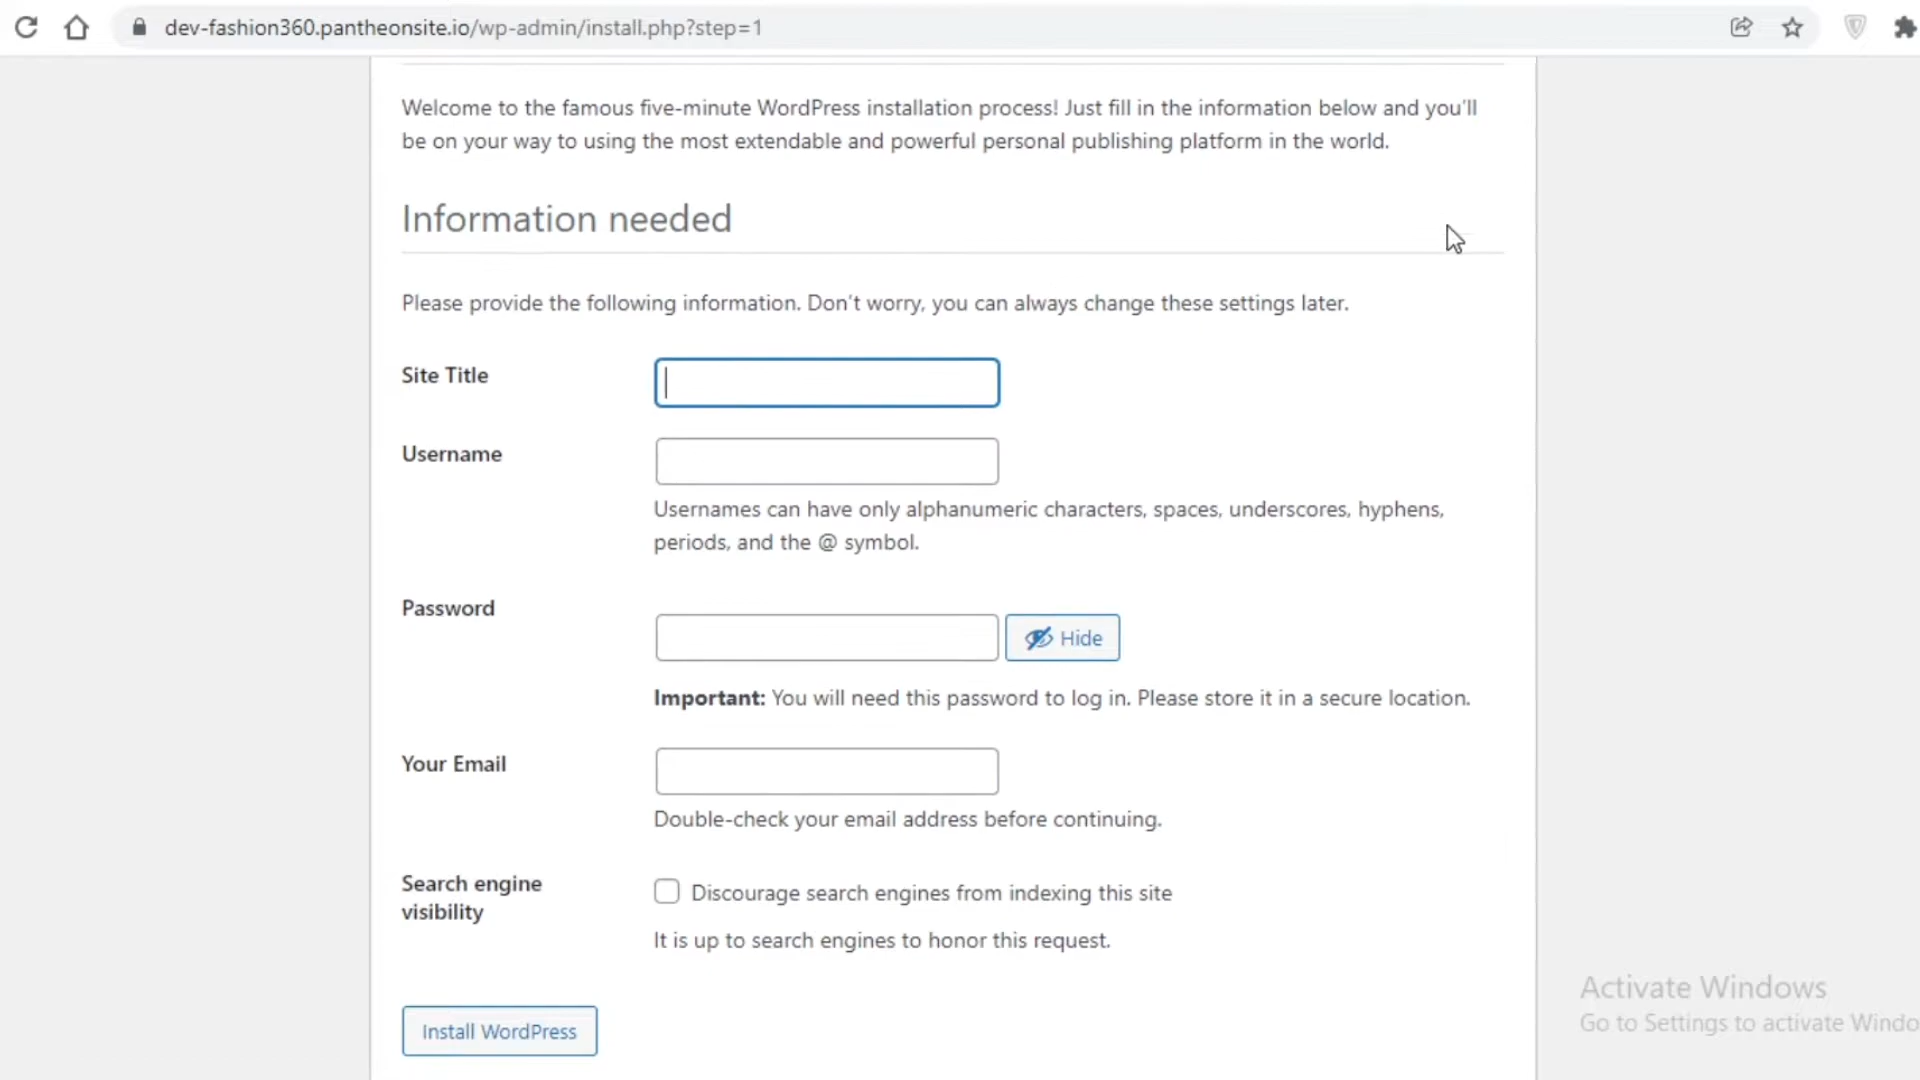 dev-fashion360.pantheonsite.io/wp-admin/install.php?step=1
Welcome to the famous five-minute WordPress installation process! Just fill in the information below and you'll
be on your way to using the most extendable and powerful personal publishing platform in the world.
Information needed
Please provide the following information. Don't worry, you can always change these settings later.
Site Title
Username
Usernames can have only alphanumeric characters, spaces, underscores, hyphens,
periods, and the @ symbol.
Password
Hide
Important: You will need this password to log in. Please store it in a secure location.
Your Email
Double-check your email address before continuing.
Search engine
visibility
Discourage search engines from indexing this site
It is up to search engines to honor this request.
Install WordPress
Activate Windows
Go to Settings to activate Windo